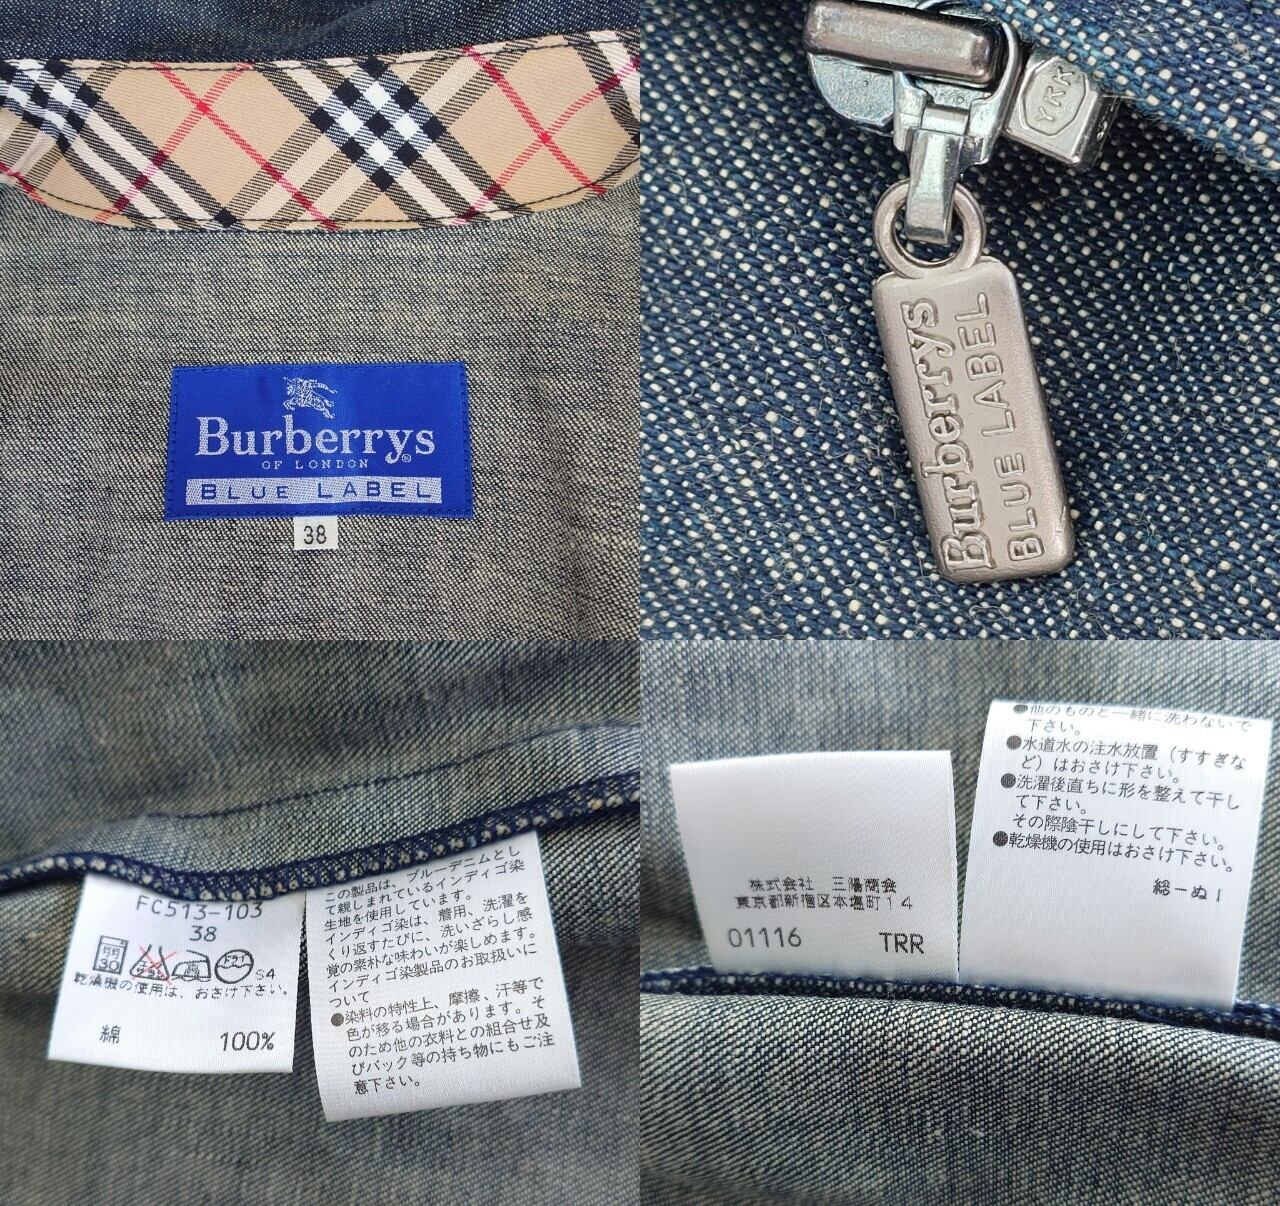 Burberrys
OF LONDON
BLUE LABEL
38
YKK
Burberrys
BLUE LABEL
FC513-103
38
30
ドライ
S4
乾燥機の使用は、おさけ下さい。
綿 100%
この製品は、ブルーデニムとし
て親しまれているインディゴ染
生地を使用しています。
インディゴ染は、着用、洗濯を
くり返すたびに、洗いざらし感
覚の素朴な味わいが楽しめます。
インディゴ染製品のお取扱いに
ついて
●染料の特性上、摩擦、汗等で
色が移る場合があります。そ
のため他の衣料との組合せ及
びバック等の持ち物にもご注
意下さい。
株式会社 三陽商会
東京都新宿区本塩町14
01116 TRR
●他のものと一緒に洗わないで
下さい。
●水道水の注水放置（すすぎな
ど）はおさけ下さい。
●洗濯後直ちに形を整えて干し
て下さい。
その際陰干しにして下さい。
●乾燥機の使用はおさけ下さい。
総ーぬI